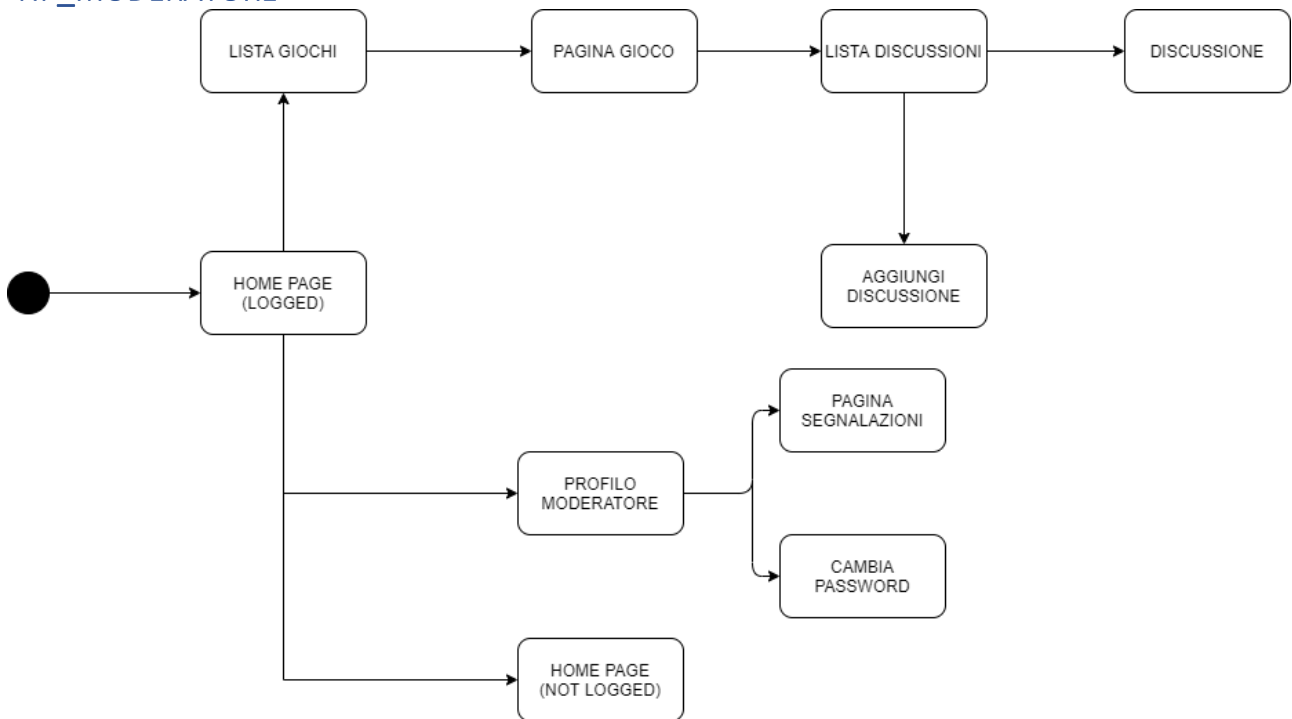 LISTA GIOCHI
PAGINA GIOCO
LISTA DISCUSSIONI
DISCUSSIONE
HOME PAGE
(LOGGED)
AGGIUNGI
DISCUSSIONE
PAGINA
SEGNALAZIONI
PROFILO
MODERATORE
CAMBIA
PASSWORD
HOME PAGE
(NOT LOGGED)